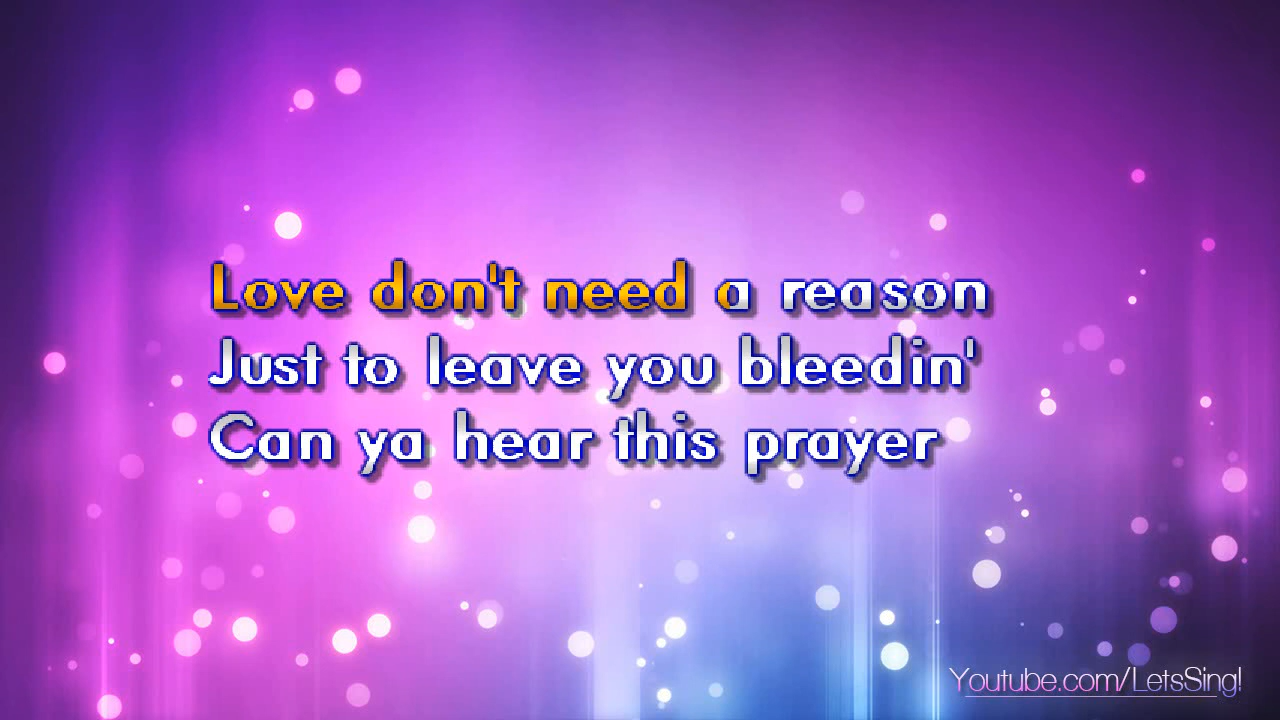 Love don't need a reason
Just to leave you bleedin'
Can ya hear this prayer
Youtube.com/LetsSing!